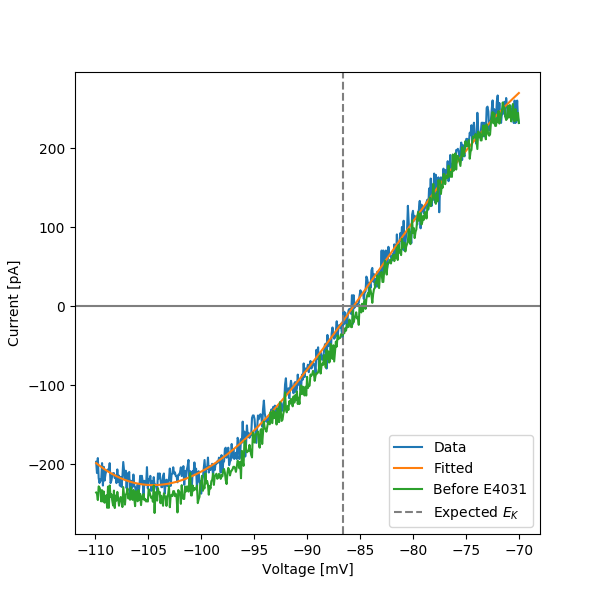 200
100
0
−100
−200
Current [pA]
Data
Fitted
Before E4031
Expected E_K
−110 −105 −100 −95 −90 −85 −80 −75 −70
Voltage [mV]